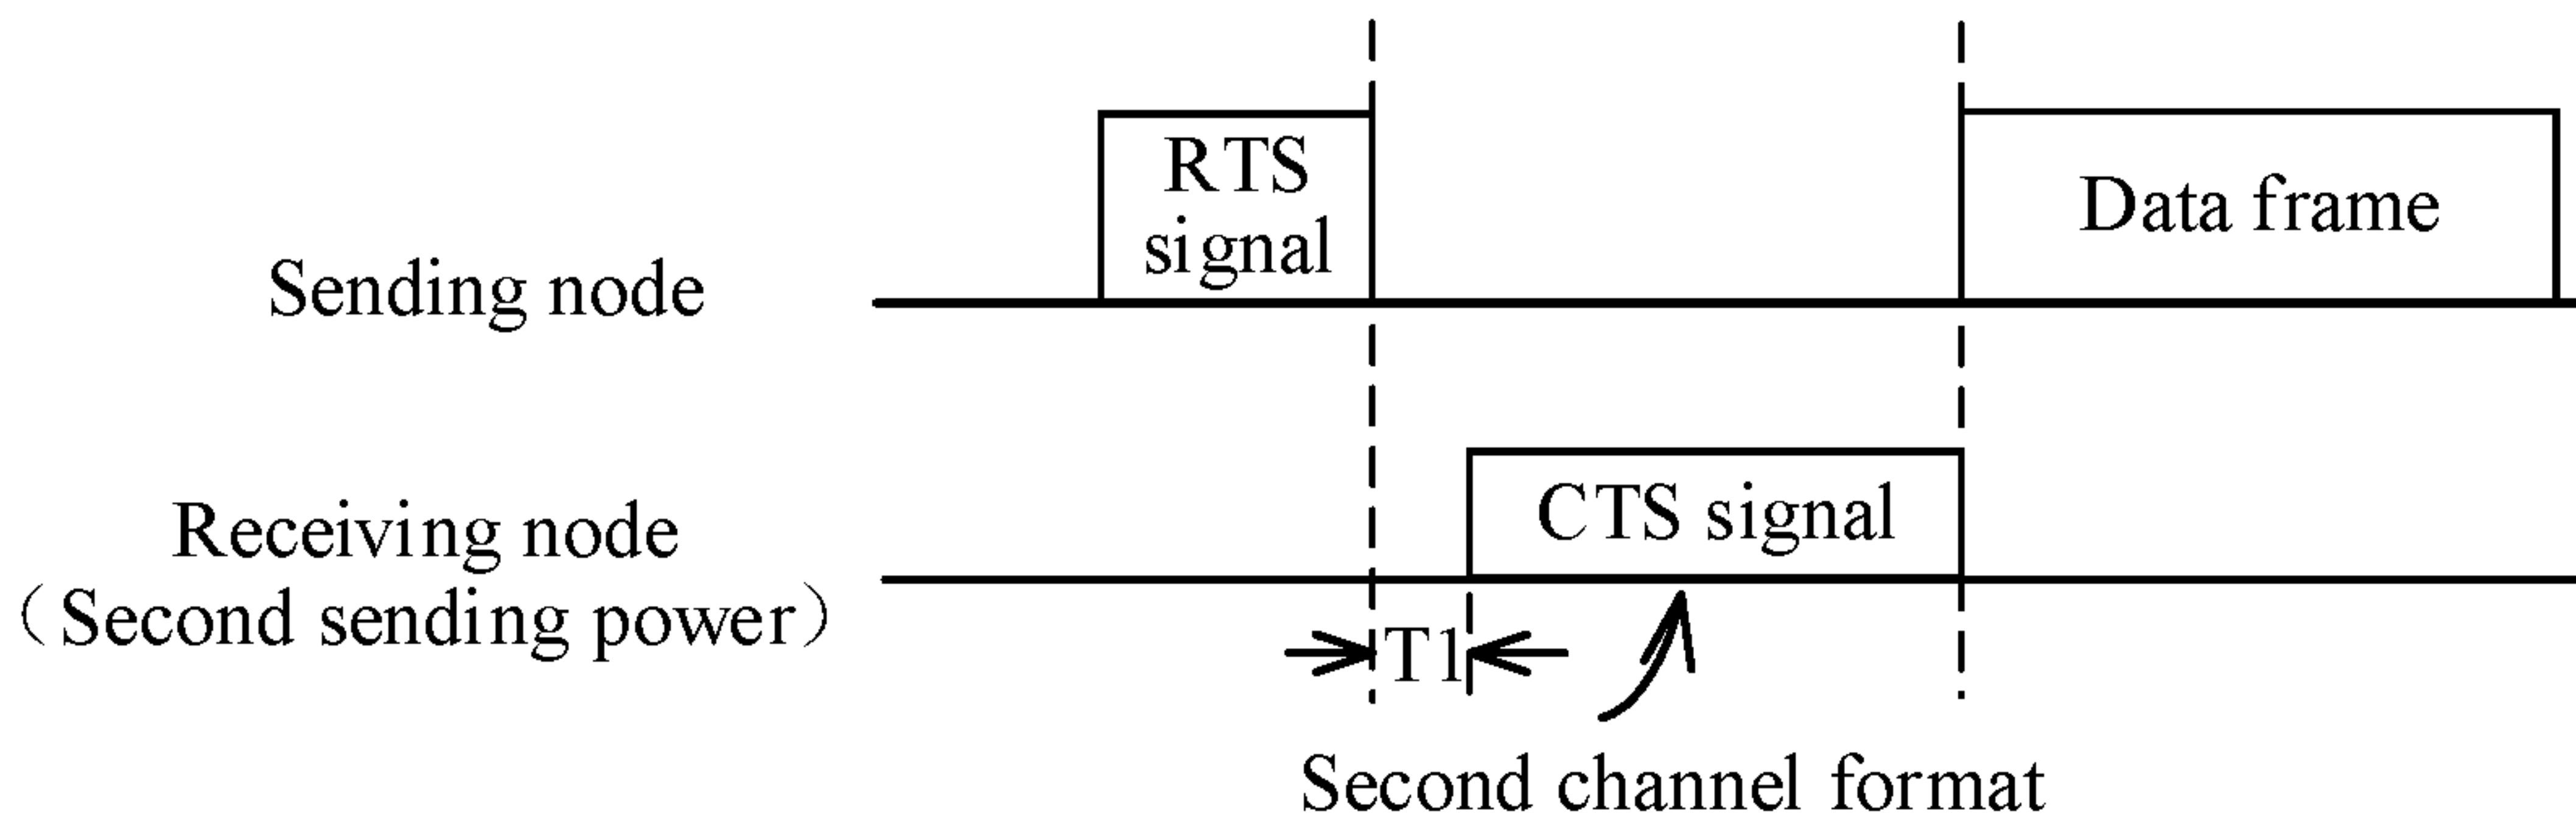 RTS
signal
Data frame
Sending node
CTS signal
Receiving node
（Second sending power）
T1
Second channel format